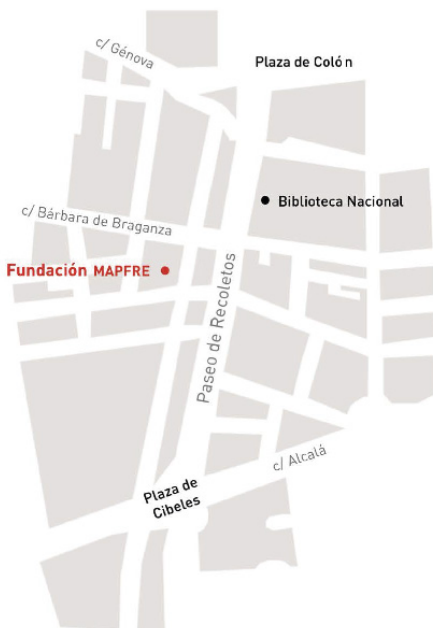 c/ Génova
Plaza de Colón
Biblioteca Nacional
c/ Bárbara de Braganza
Fundación MAPFRE
Paseo de Recoletos
c/ Alcalá
Plaza de
Cibeles